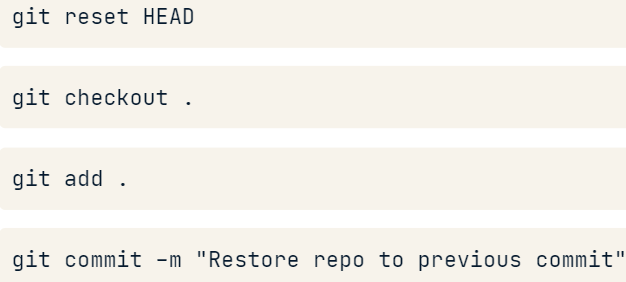 git reset HEAD
git checkout .
git add .
git commit -m "Restore repo to previous commit"